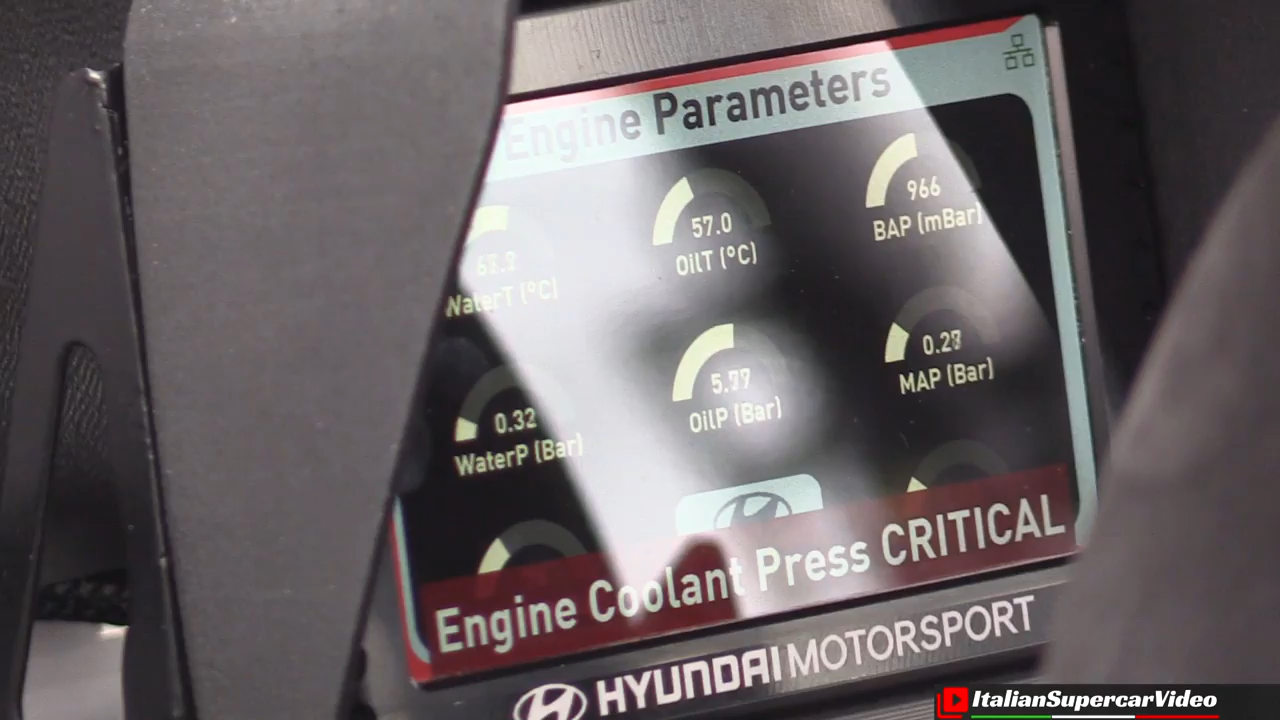 Engine Parameters
57.0
OilT (°C)
966
BAP (mBar)
WaterT (°C)
0.32
WaterP (Bar)
OilP (Bar)
MAP (Bar)
Engine Coolant Press CRITICAL
HYUNDAI MOTORSPORT
ItalianSupercarVideo